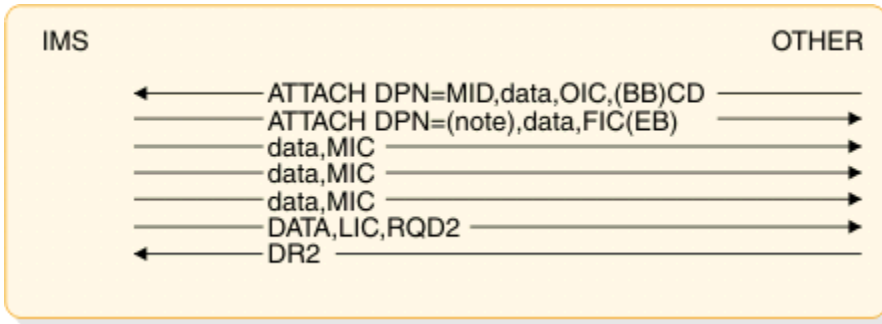 IMS OTHER
ATTACH DPN=MID,data,OIC,(BB)CD
ATTACH DPN=(note),data,FIC(EB)
data,MIC
data,MIC
data,MIC
DATA,LIC,RQD2
DR2